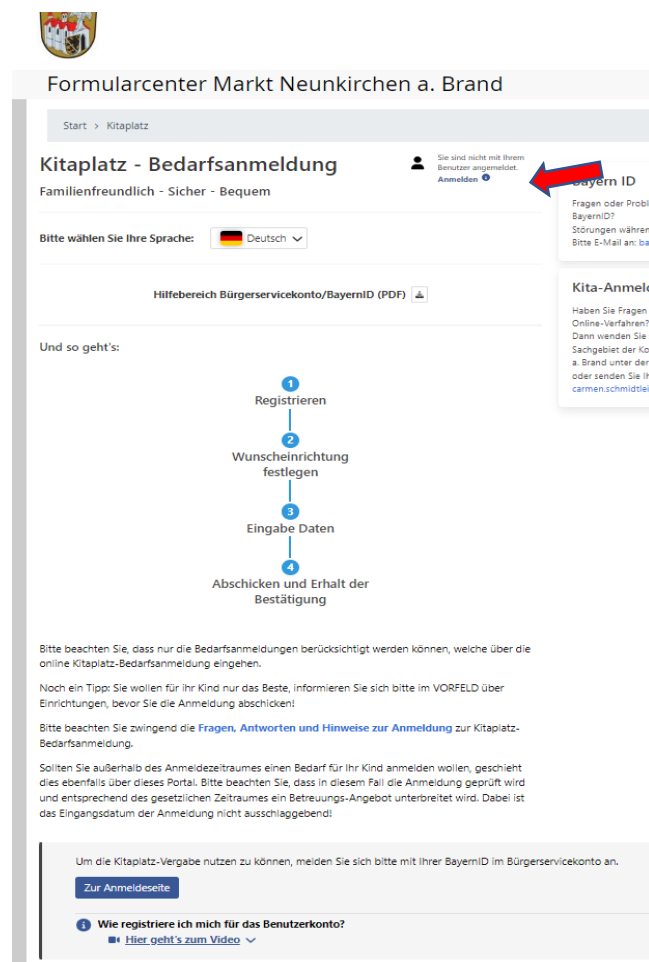 Formularcenter Markt Neunkirchen a. Brand
Start > Kitaplatz
Kitaplatz - Bedarfsanmeldung
Familienfreundlich - Sicher - Bequem
Sie sind nicht mit Ihrem
Benutzer angemeldet.
Anmelden
Bitte wählen Sie Ihre Sprache:
Deutsch
Hilfebereich Bürgerservicekonto/BayernID (PDF)
Und so geht's:
1
Registrieren
2
Wunscheinrichtung
festlegen
3
Eingabe Daten
4
Abschicken und Erhalt der
Bestätigung
Bitte beachten Sie, dass nur die Bedarfsanmeldungen berücksichtigt werden können, welche über die
online Kitaplatz-Bedarfsanmeldung eingehen.
Noch ein Tipp: Sie wollen für ihr Kind nur das Beste, informieren Sie sich bitte im VORFELD über
Einrichtungen, bevor Sie die Anmeldung abschicken!
Bitte beachten Sie zwingend die Fragen, Antworten und Hinweise zur Anmeldung zur Kitaplatz-
Bedarfsanmeldung.
Sollten Sie außerhalb des Anmeldezeitraumes einen Bedarf für Ihr Kind anmelden wollen, geschieht
dies ebenfalls über dieses Portal. Bitte beachten Sie, dass in diesem Fall die Anmeldung geprüft wird
und entsprechend des gesetzlichen Zeitraumes ein Betreuungs-Angebot unterbreitet wird. Dabei ist
das Eingangsdatum der Anmeldung nicht ausschlaggebend!
Um die Kitaplatz-Vergabe nutzen zu können, melden Sie sich bitte mit Ihrer BayernID im Bürgerservicekonto an.
Zur Anmeldeseite
Wie registriere ich mich für das Benutzerkonto?
Hier geht's zum Video
Bayern ID
Fragen oder Probl
BayernID?
Störungen währen
Bitte E-Mail an: ba
Kita-Anmeld
Haben Sie Fragen
Online-Verfahren?
Dann wenden Sie
Sachgebiet der Ko
a. Brand unter der
oder senden Sie Ih
carmen.schmidtlei